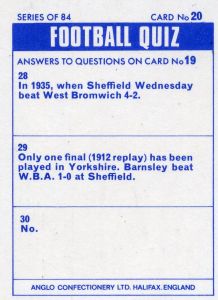 SERIES OF 84 CARD No 20
FOOTBALL QUIZ
ANSWERS TO QUESTIONS ON CARD No 19
28
In 1935, when Sheffield Wednesday
beat West Bromwich 4-2.
29
Only one final (1912 replay) has been
played in Yorkshire. Barnsley beat
W.B.A. 1-0 at Sheffield.
30
No.
ANGLO CONFECTIONERY LTD. HALIFAX. ENGLAND